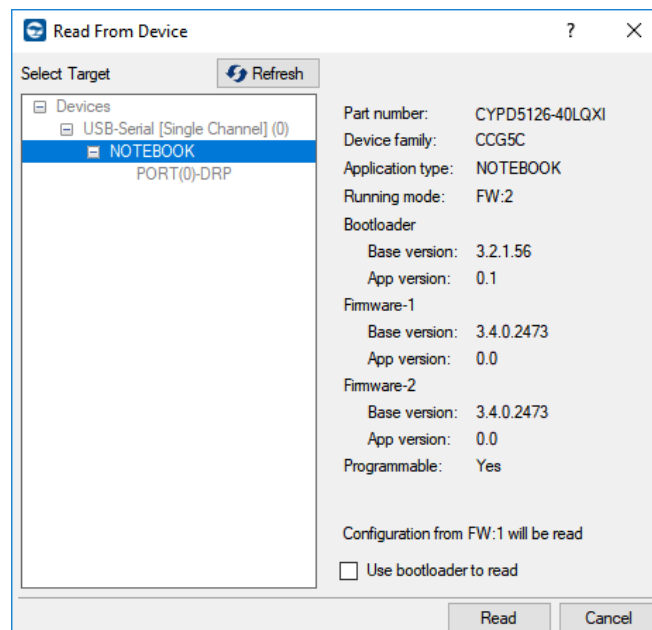 Read From Device
?
Select Target
Refresh
Devices
USB-Serial [Single Channel] (0)
NOTEBOOK
PORT(0)-DRP
Part number: CYPD5126-40LQXI
Device family: CCG5C
Application type: NOTEBOOK
Running mode: FW:2
Bootloader
Base version: 3.2.1.56
App version: 0.1
Firmware-1
Base version: 3.4.0.2473
App version: 0.0
Firmware-2
Base version: 3.4.0.2473
App version: 0.0
Programmable: Yes
Configuration from FW:1 will be read
Use bootloader to read
Read Cancel